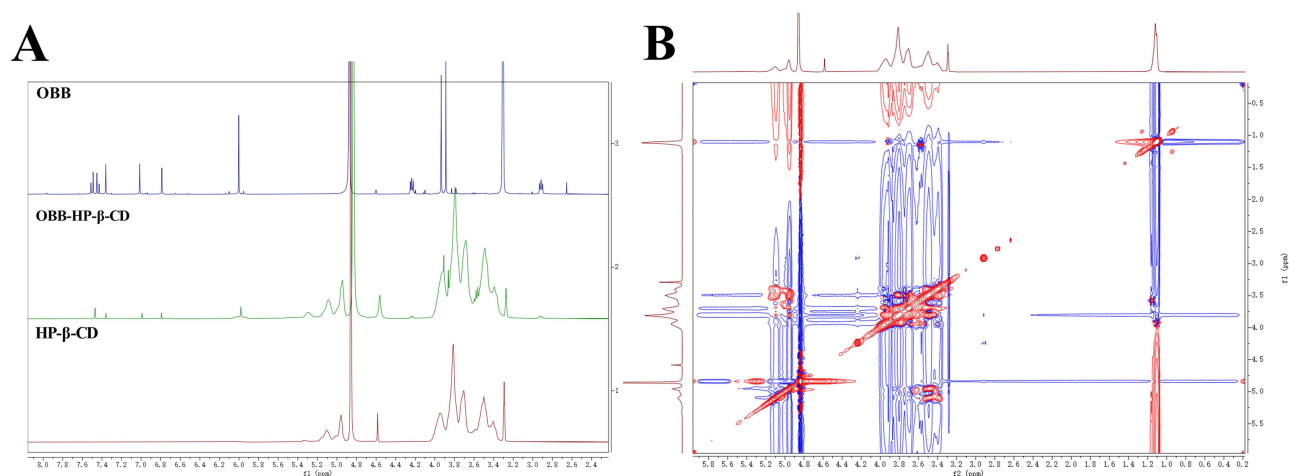 A
OBB
3
OBB-HP-β-CD
2
HP-β-CD
1
8.0 7.8 7.6 7.4 7.2 7.0 6.8 6.6 6.4 6.2 6.0 5.8 5.6 5.4 5.2 5.0 4.8 4.6 4.4 4.2 4.0 3.8 3.6 3.4 3.2 3.0 2.8 2.6 2.4
f1 (ppm)
B
0.5
1.0
1.5
2.0
2.5
3.0
3.5
4.0
4.5
5.0
5.5
f1 (ppm)
5.8 5.6 5.4 5.2 5.0 4.8 4.6 4.4 4.2 4.0 3.8 3.6 3.4 3.2 3.0 2.8 2.6 2.4 2.2 2.0 1.8 1.6 1.4 1.2 1.0 0.8 0.6 0.4 0.2
f2 (ppm)